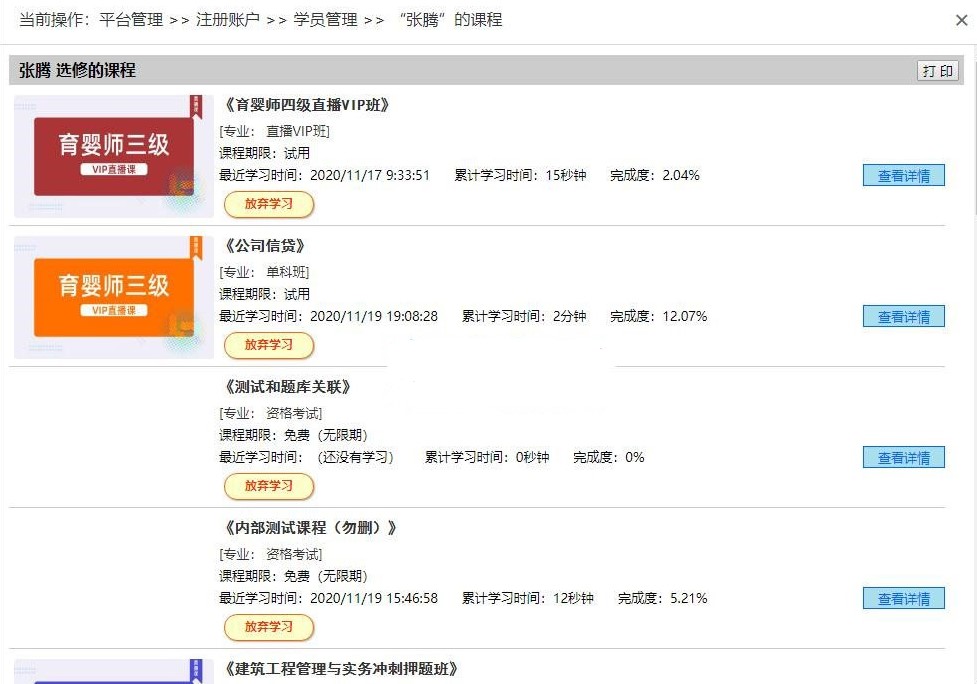 当前操作：平台管理 >> 注册账户 >> 学员管理 >> “张腾”的课程
张腾 选修的课程
打 印
育婴师三级
VIP直播课
《育婴师四级直播VIP班》
[专业： 直播VIP班]
课程期限：试用
最近学习时间：2020/11/17 9:33:51 累计学习时间：15秒钟 完成度：2.04%
查看详情
放弃学习
育婴师三级
VIP直播课
《公司信贷》
[专业： 单科班]
课程期限：试用
最近学习时间：2020/11/19 19:08:28 累计学习时间：2分钟 完成度：12.07%
查看详情
放弃学习
《测试和题库关联》
[专业： 资格考试]
课程期限：免费（无限期）
最近学习时间：（还没有学习） 累计学习时间：0秒钟 完成度：0%
查看详情
放弃学习
《内部测试课程（勿删）》
[专业： 资格考试]
课程期限：免费（无限期）
最近学习时间：2020/11/19 15:46:58 累计学习时间：12秒钟 完成度：5.21%
查看详情
放弃学习
《建筑工程管理与实务冲刺押题班》